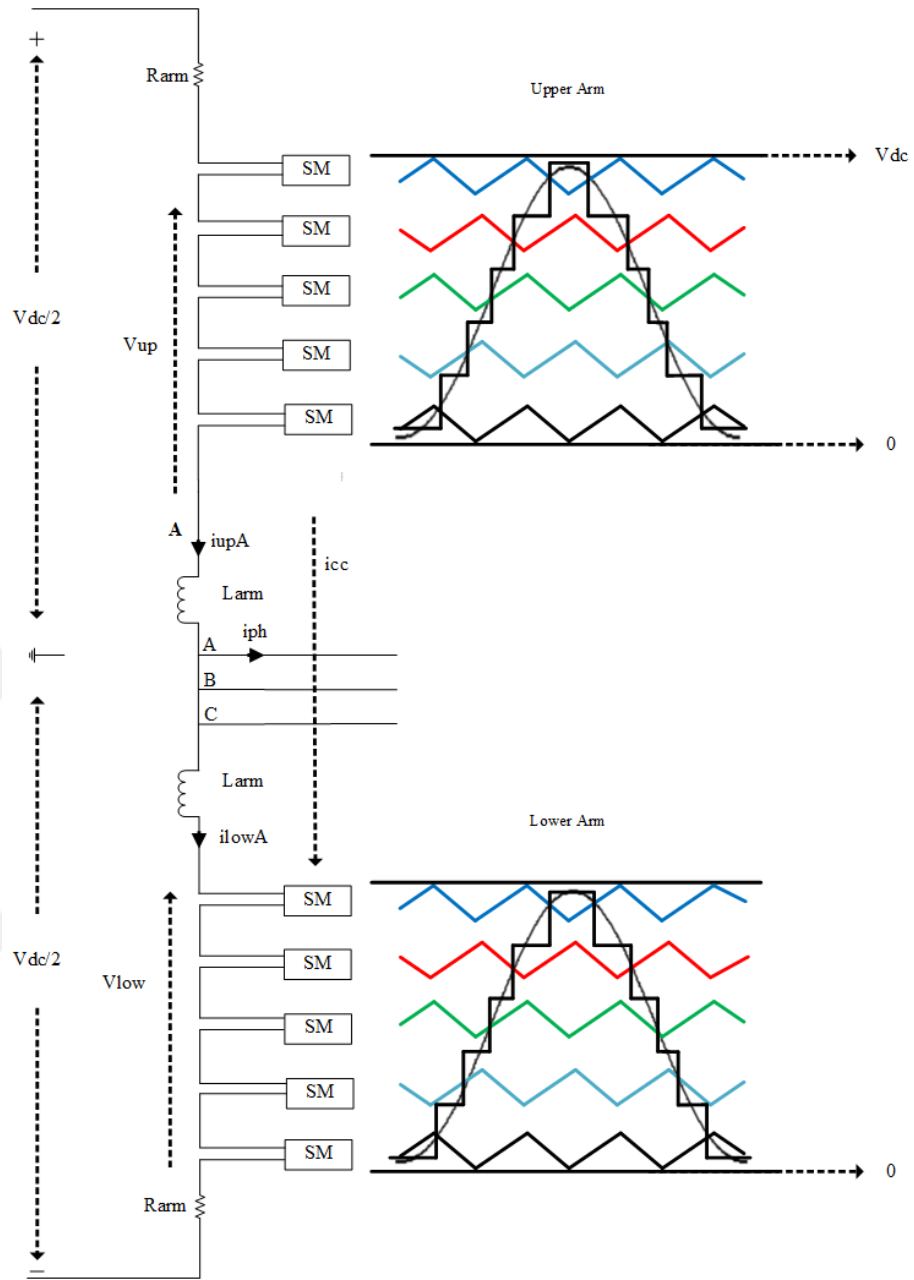 +
Rarm
Upper Arm
Vdc
SM
SM
SM
SM
SM
Vdc/2
Vup
0
A
iupA
icc
Larm
iph
A
B
C
Larm
ilowA
Lower Arm
SM
SM
SM
SM
SM
Vdc/2
Vlow
0
Rarm
−